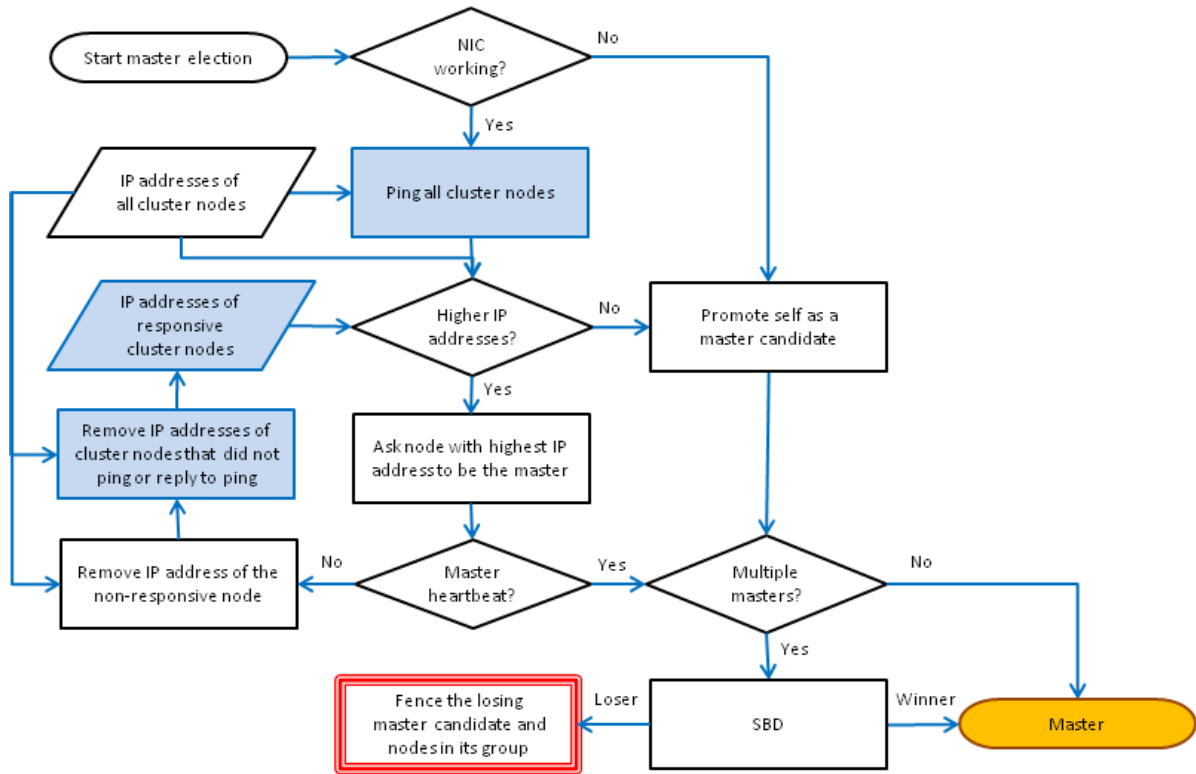 Start master election
NIC
working?
No
Yes
IP addresses of
all cluster nodes
Ping all cluster nodes
IP addresses of
responsive
cluster nodes
Higher IP
addresses?
No
Promote self as a
master candidate
Yes
Remove IP addresses of
cluster nodes that did not
ping or reply to ping
Ask node with highest IP
address to be the master
Remove IP address of the
non-responsive node
No
Master
heartbeat?
Yes
Multiple
masters?
No
Yes
Fence the losing
master candidate and
nodes in its group
Loser
SBD
Winner
Master